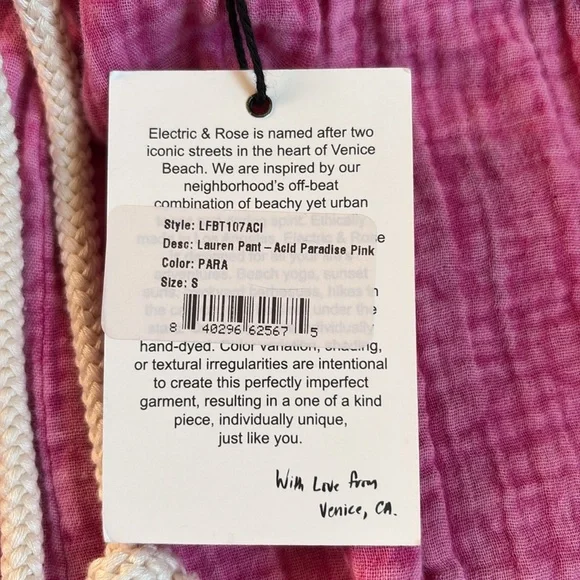 Electric & Rose is named after two
iconic streets in the heart of Venice
Beach. We are inspired by our
neighborhood's off-beat
combination of beachy yet urban
Style: LFBT107ACI
Desc: Lauren Pant – Acid Paradise Pink
Color: PARA
Size: S
8 40296 62567 5
hand-dyed. Color variation, shading,
or textural irregularities are intentional
to create this perfectly imperfect
garment, resulting in a one of a kind
piece, individually unique,
just like you.
With Love from
Venice, CA.